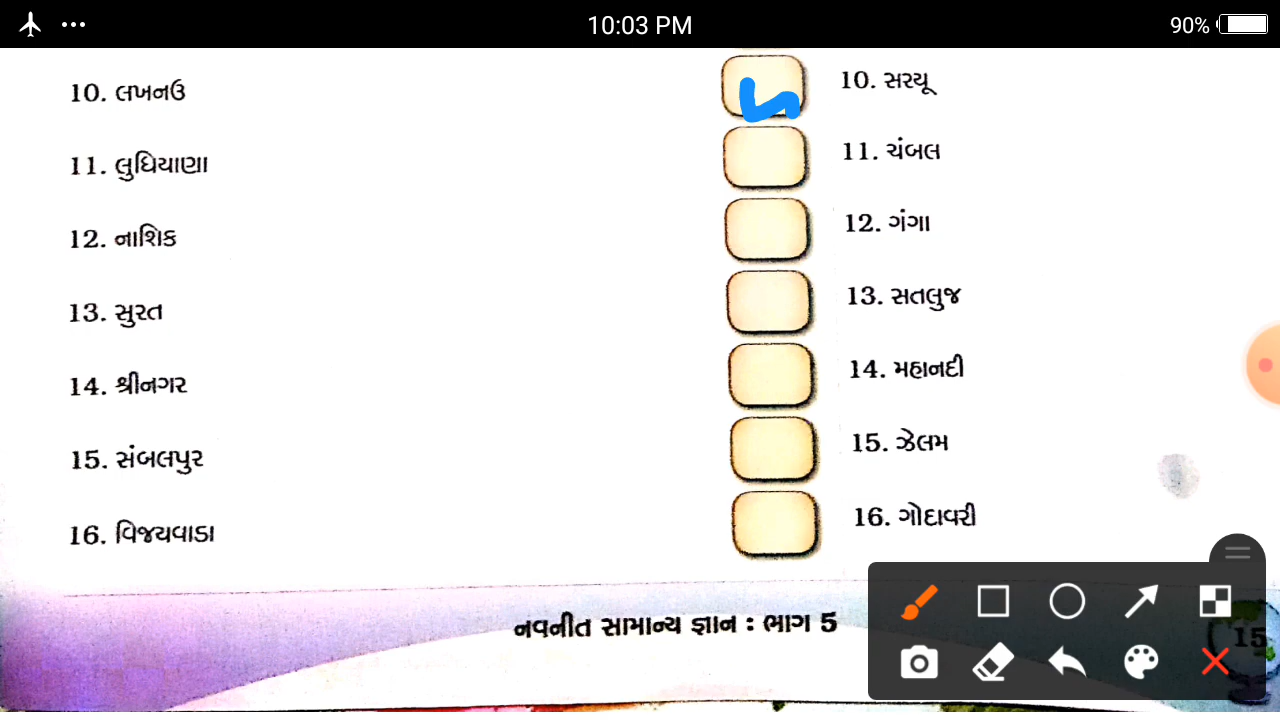 10:03 PM 90%
10. લખનઉ 10. સરયૂ
11. લુધિયાણા 11. ચંબલ
12. નાશિક 12. ગંગા
13. સુરત 13. સતલુજ
14. શ્રીનગર 14. મહાનદી
15. સંબલપુર 15. ઝેલમ
16. વિજયવાડા 16. ગોદાવરી
નવનીત સામાન્ય જ્ઞાન : ભાગ 5
15